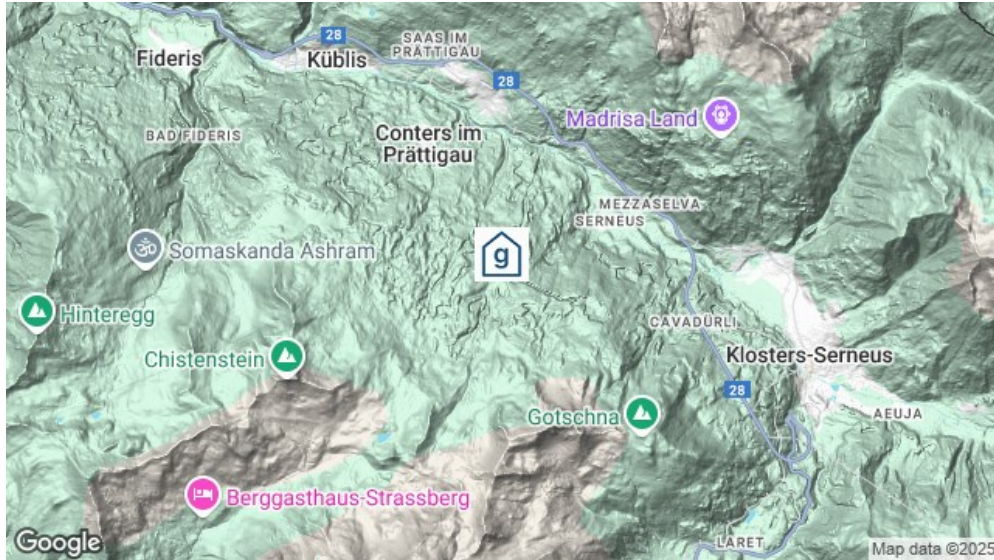 28
SAAS IM
PRÄTTIGAU
Fideris
Küblis
28
Madrisa Land
BAD FIDERIS
Conters im
Prättigau
MEZZASELVA
SERNEUS
g
Somaskanda Ashram
Hinteregg
CAVADÜRLI
Chistenstein
Klosters-Serneus
28
Gotschna
AEUJA
Berggasthaus-Strassberg
LARET
Google
Map data ©2025